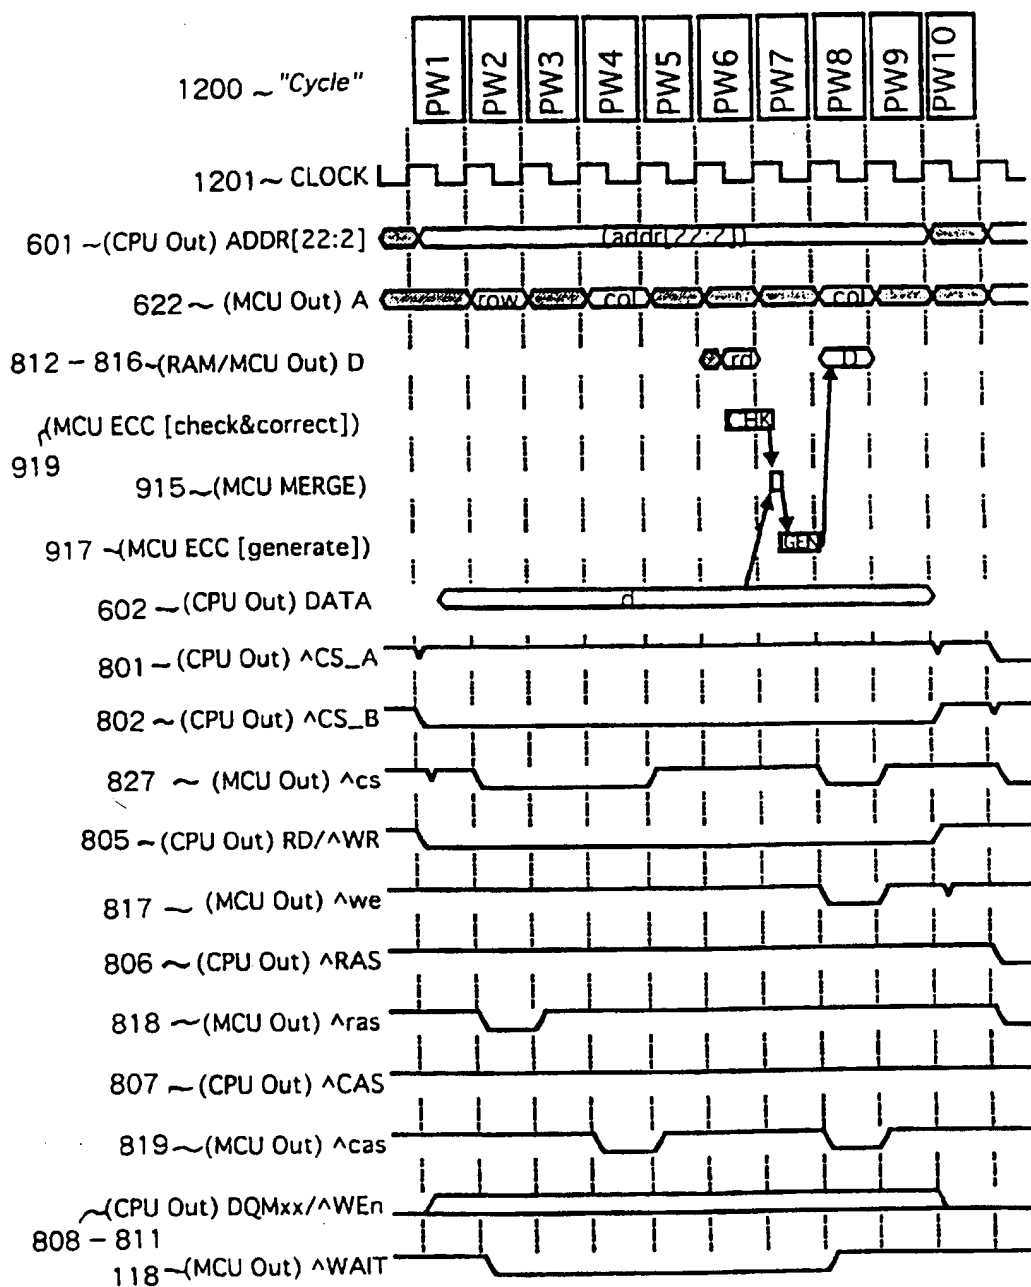 PW1 PW2 PW3 PW4 PW5 PW6 PW7 PW8 PW9 PW10
1200 ~ "Cycle"
1201 ~ CLOCK
601 ~ (CPU Out) ADDR[22:2] (addr[22:2])
622 ~ (MCU Out) A row col col
812 - 816 ~ (RAM/MCU Out) D rd D
(MCU ECC [check&correct]) CHK
919
915 ~ (MCU MERGE)
917 ~ (MCU ECC [generate]) GEN
602 ~ (CPU Out) DATA d
801 ~ (CPU Out) ^CS_A
802 ~ (CPU Out) ^CS_B
827 ~ (MCU Out) ^cs
805 ~ (CPU Out) RD/^WR
817 ~ (MCU Out) ^we
806 ~ (CPU Out) ^RAS
818 ~ (MCU Out) ^ras
807 ~ (CPU Out) ^CAS
819 ~ (MCU Out) ^cas
~ (CPU Out) DQMxx/^WEn
808 - 811
118 ~ (MCU Out) ^WAIT